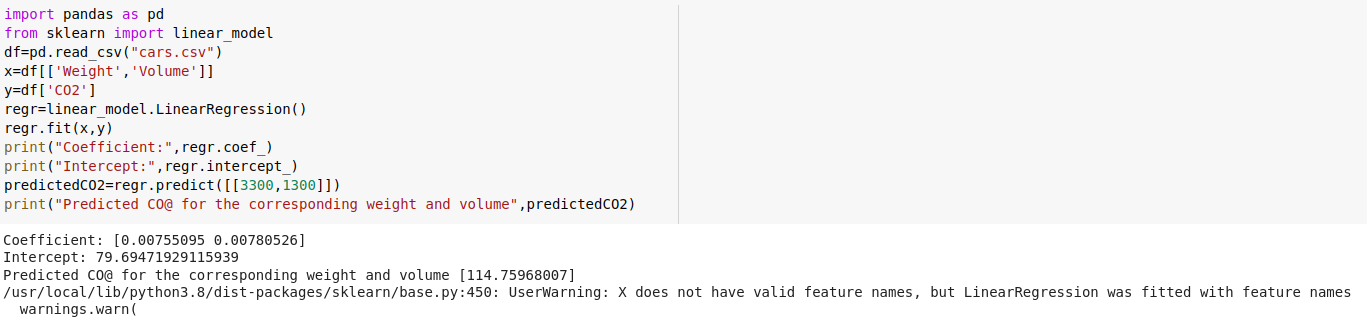 import pandas as pd
from sklearn import linear_model
df=pd.read_csv("cars.csv")
x=df[['Weight','Volume']]
y=df['CO2']
regr=linear_model.LinearRegression()
regr.fit(x,y)
print("Coefficient:",regr.coef_)
print("Intercept:",regr.intercept_)
predictedCO2=regr.predict([[3300,1300]])
print("Predicted CO@ for the corresponding weight and volume",predictedCO2)
Coefficient: [0.00755095 0.00780526]
Intercept: 79.69471929115939
Predicted CO@ for the corresponding weight and volume [114.75968007]
/usr/local/lib/python3.8/dist-packages/sklearn/base.py:450: UserWarning: X does not have valid feature names, but LinearRegression was fitted with feature names
  warnings.warn(